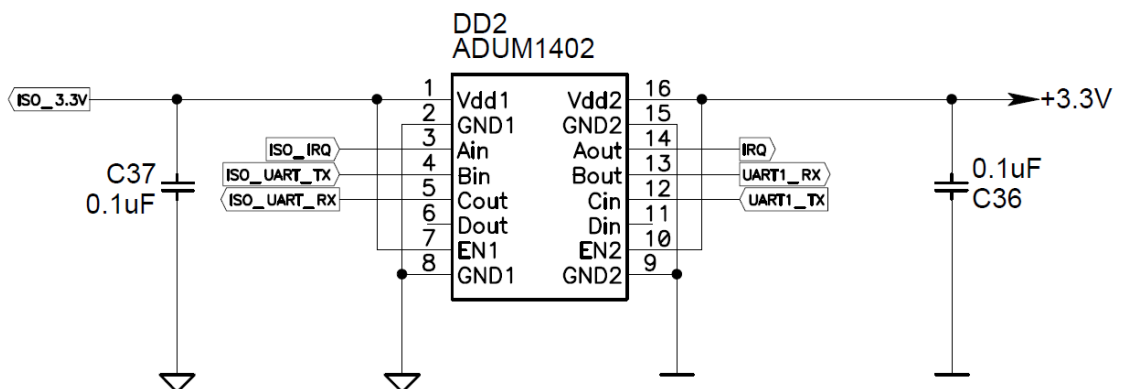 DD2
ADUM1402
ISO_3.3V
1 Vdd1 Vdd2 16
+3.3V
2 GND1 GND2 15
ISO_IRQ 3 Ain Aout 14 IRQ
C37
0.1uF
ISO_UART_TX 4 Bin Bout 13 UART1_RX
0.1uF
C36
ISO_UART_RX 5 Cout Cin 12 UART1_TX
6 Dout Din 11
7 EN1 EN2 10
8 GND1 GND2 9